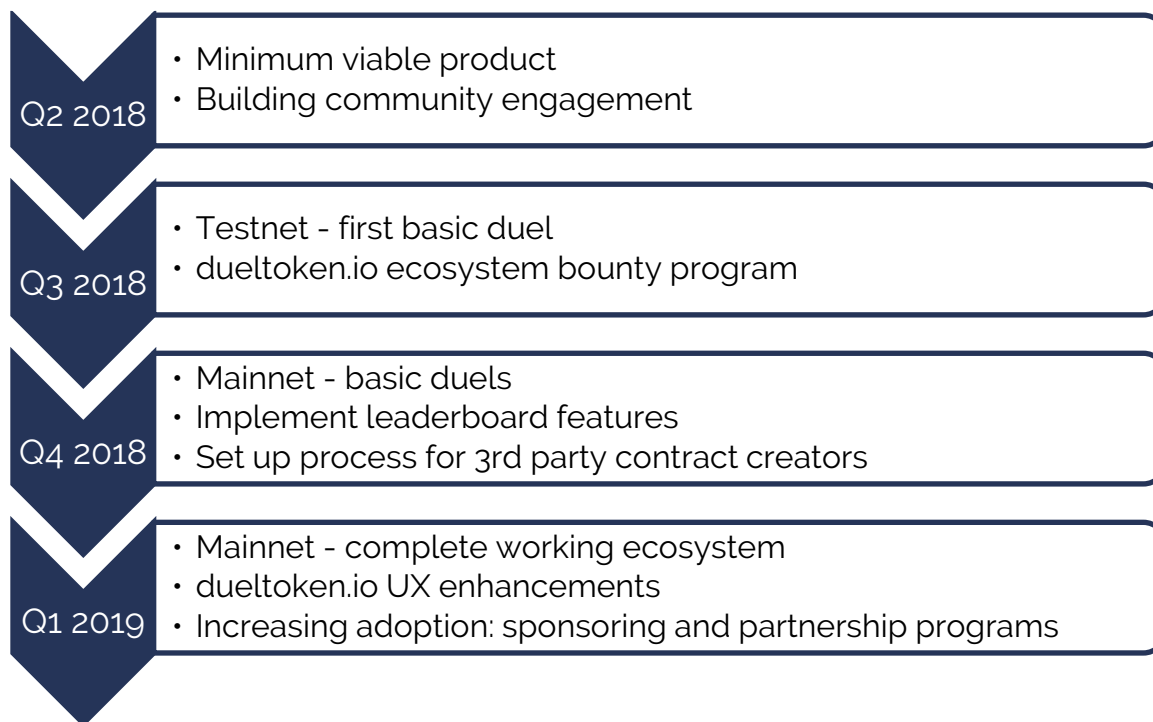 Q2 2018
• Minimum viable product
• Building community engagement
Q3 2018
• Testnet - first basic duel
• dueltoken.io ecosystem bounty program
Q4 2018
• Mainnet - basic duels
• Implement leaderboard features
• Set up process for 3rd party contract creators
Q1 2019
• Mainnet - complete working ecosystem
• dueltoken.io UX enhancements
• Increasing adoption: sponsoring and partnership programs